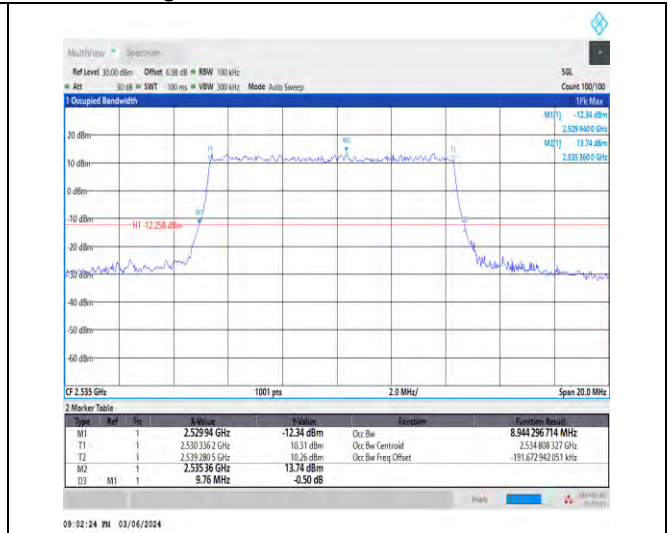 MultiView Spectrum
Ref Level 30.00 dBm Offset 6.98 dB RBW 100 kHz SGL
Att 30 dB SWT 100 ms VBW 300 kHz Mode Auto Sweep Count 100/100
1 Occupied Bandwidth 1Pk Max
M1[1] -12.34 dBm
2.529 940 0 GHz
M2[1] 13.74 dBm
2.535 360 0 GHz
20 dBm
M2
T1
T2
10 dBm
0 dBm
-10 dBm
M1
H1 -12.258 dBm
-20 dBm
-30 dBm
-40 dBm
-50 dBm
-60 dBm
CF 2.535 GHz 1001 pts 2.0 MHz/ Span 20.0 MHz
2 Marker Table
Type Ref Trc X-Value Y-Value Function Function Result
M1 1 2.529 94 GHz -12.34 dBm Occ Bw 8.944 296 714 MHz
T1 1 2.530 336 2 GHz 10.31 dBm Occ Bw Centroid 2.534 808 327 GHz
T2 1 2.539 280 5 GHz 10.26 dBm Occ Bw Freq Offset -191.672 942 051 kHz
M2 1 2.535 36 GHz 13.74 dBm
D3 M1 1 9.76 MHz -0.50 dB
Ready
09:02:24 PM 03/06/2024